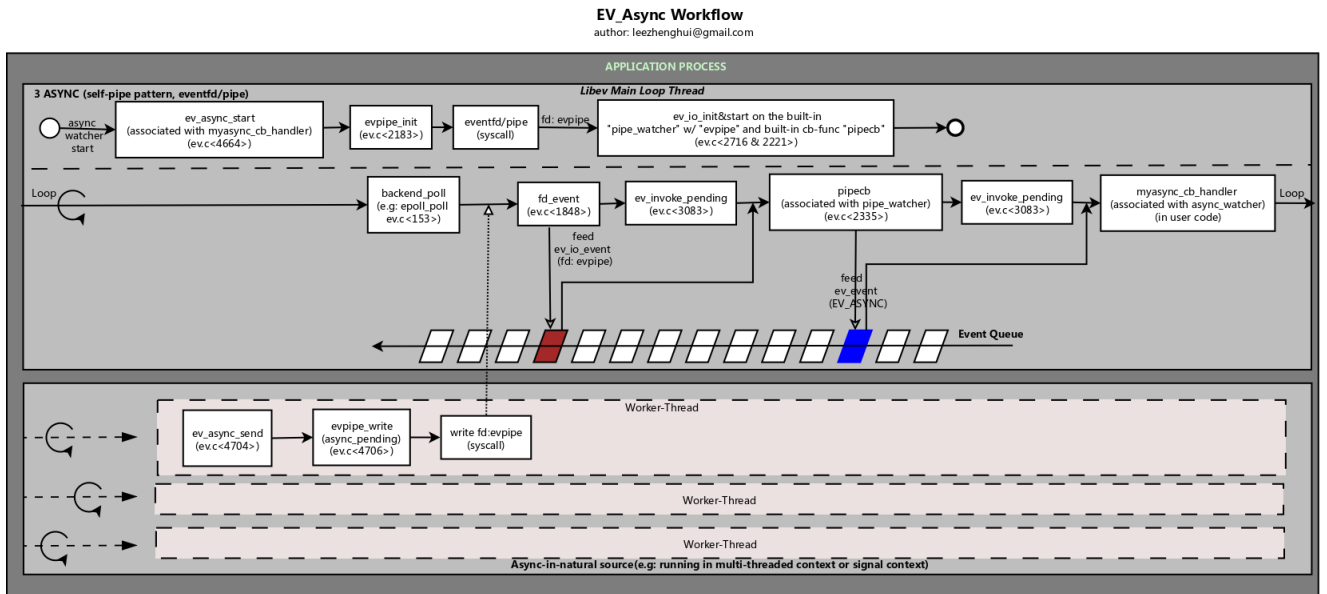 EV_Async Workflow
author: leezhenghui@gmail.com
APPLICATION PROCESS
3 ASYNC (self-pipe pattern, eventfd/pipe)
Libev Main Loop Thread
async
watcher
start
ev_async_start
(associated with myasync_cb_handler)
(ev.c<4664>)
evpipe_init
(ev.c<2183>)
eventfd/pipe
(syscall)
fd: evpipe
ev_io_init&start on the built-in
"pipe_watcher" w/ "evpipe" and built-in cb-func "pipecb"
(ev.c<2716 & 2221>)
Loop
backend_poll
(e.g: epoll_poll
ev.c<153>)
fd_event
(ev.c<1848>)
ev_invoke_pending
(ev.c<3083>)
pipecb
(associated with pipe_watcher)
(ev.c<2335>)
ev_invoke_pending
(ev.c<3083>)
myasync_cb_handler
(associated with async_watcher)
(in user code)
Loop
feed
ev_io_event
(fd: evpipe)
feed
ev_event
(EV_ASYNC)
Event Queue
Worker-Thread
ev_async_send
(ev.c<4704>)
evpipe_write
(async_pending)
(ev.c<4706>)
write fd:evpipe
(syscall)
Worker-Thread
Worker-Thread
Async-in-natural source(e.g: running in multi-threaded context or signal context)